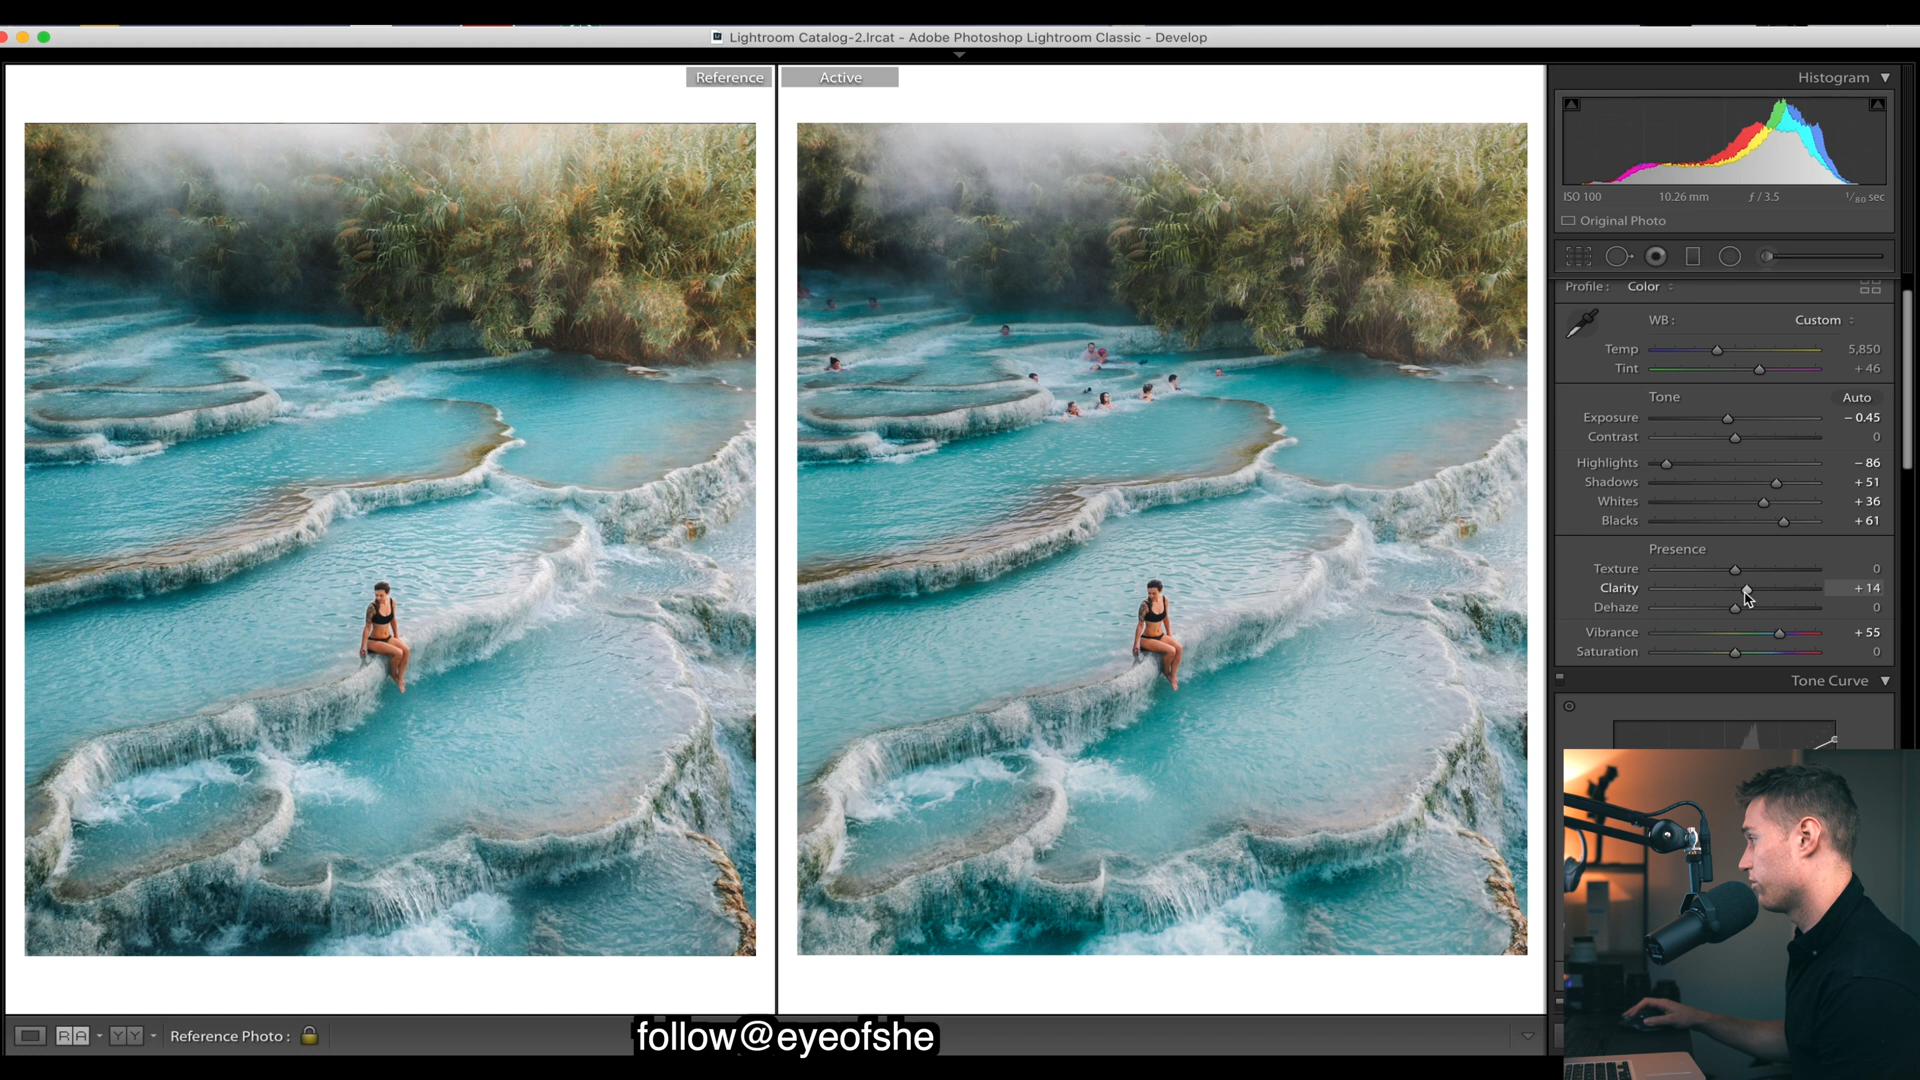 Lightroom Catalog-2.lrcat - Adobe Photoshop Lightroom Classic - Develop
Reference
Active
Histogram
ISO 100
10.26 mm
ƒ / 3.5
1/80 sec
Original Photo
Profile :
Color
WB :
Custom
Temp
5,850
Tint
+ 46
Tone
Auto
Exposure
− 0.45
Contrast
0
Highlights
− 86
Shadows
+ 51
Whites
+ 36
Blacks
+ 61
Presence
Texture
0
Clarity
+ 14
Dehaze
0
Vibrance
+ 55
Saturation
0
Tone Curve
R A
Y Y
Reference Photo :
follow@eyeofshe